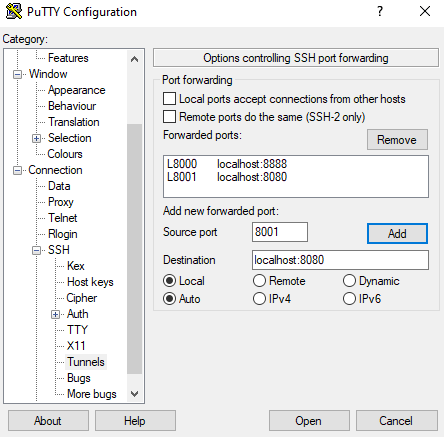 PuTTY Configuration
?
Category:
Features
Window
Appearance
Behaviour
Translation
Selection
Colours
Connection
Data
Proxy
Telnet
Rlogin
SSH
Kex
Host keys
Cipher
Auth
TTY
X11
Tunnels
Bugs
More bugs
Options controlling SSH port forwarding
Port forwarding
Local ports accept connections from other hosts
Remote ports do the same (SSH-2 only)
Forwarded ports:
Remove
L8000 localhost:8888
L8001 localhost:8080
Add new forwarded port:
Source port 8001 Add
Destination localhost:8080
Local Remote Dynamic
Auto IPv4 IPv6
About Help Open Cancel